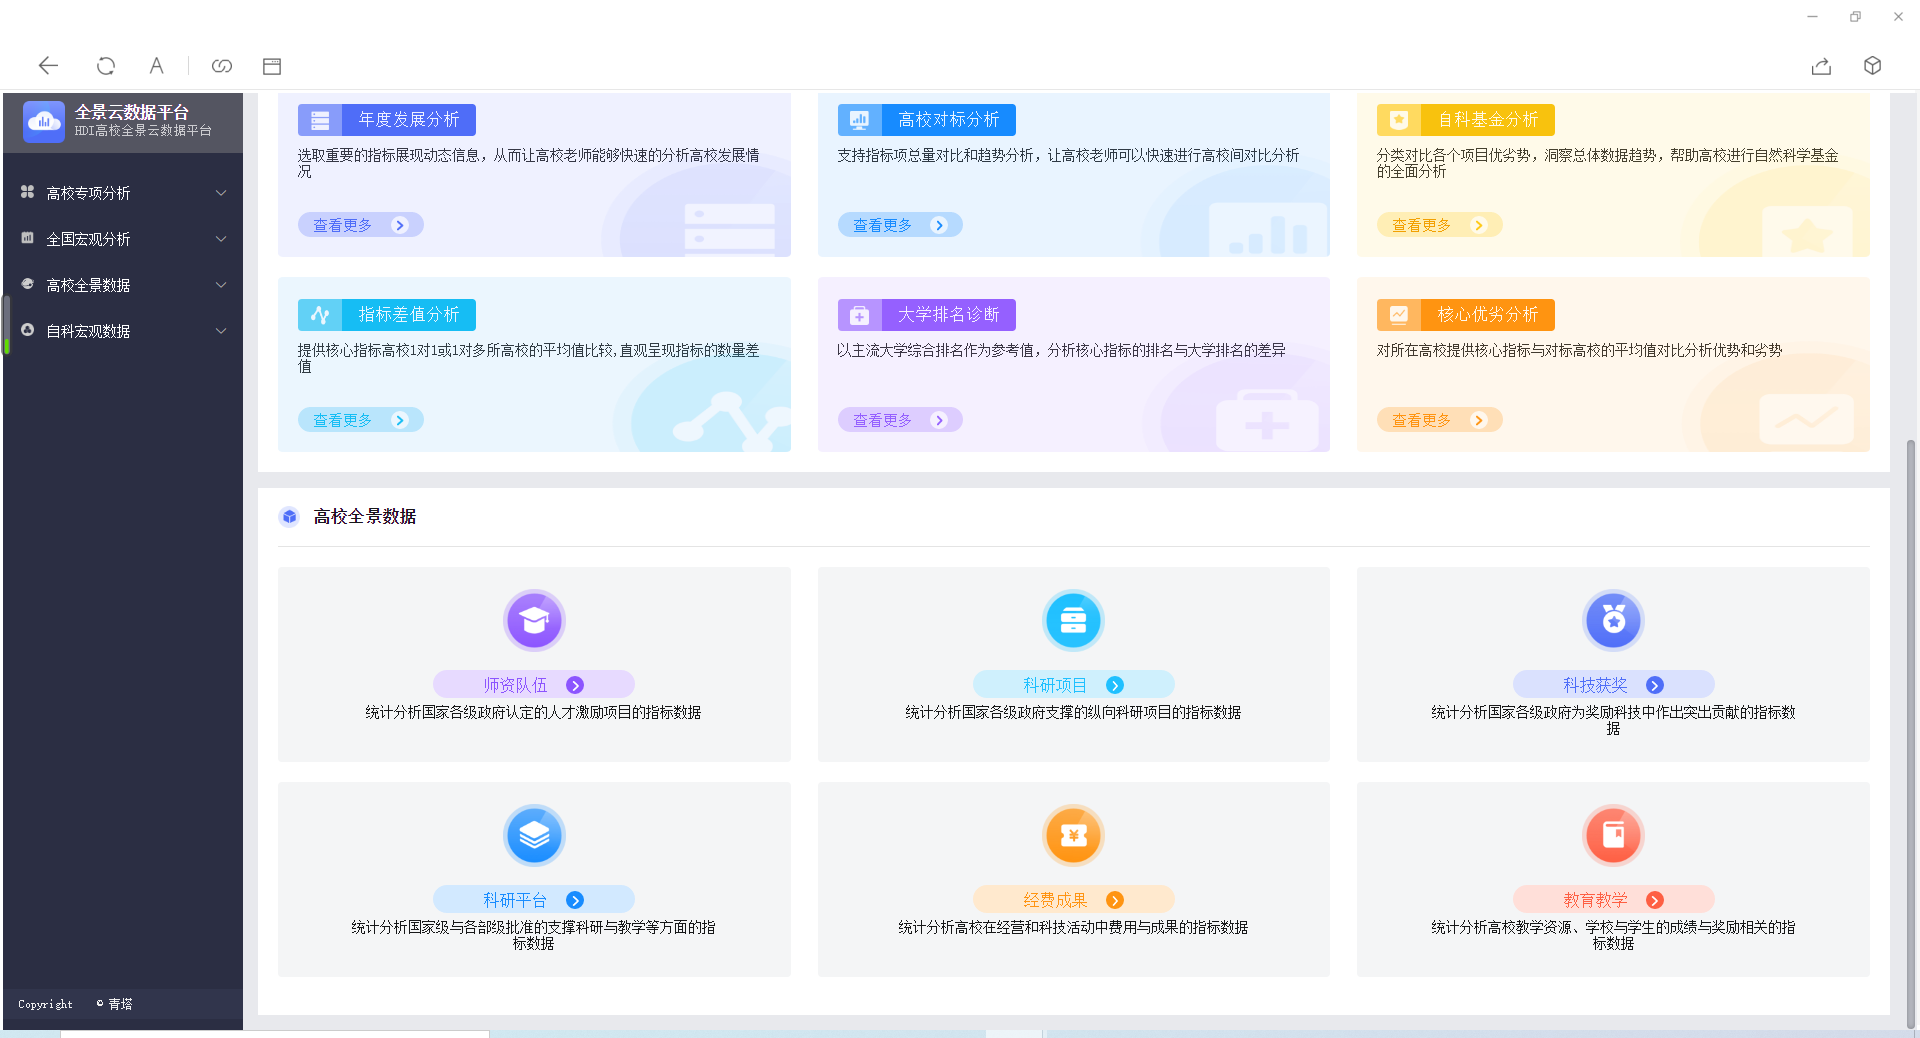 全景云数据平台
HDI高校全景云数据平台
高校专项分析
全国宏观分析
高校全景数据
自科宏观数据
Copyright © 青塔
年度发展分析
选取重要的指标展现动态信息，从而让高校老师能够快速的分析高校发展情
况
查看更多
高校对标分析
支持指标项总量对比和趋势分析，让高校老师可以快速进行高校间对比分析
查看更多
自科基金分析
分类对比各个项目优劣势，洞察总体数据趋势，帮助高校进行自然科学基金
的全面分析
查看更多
指标差值分析
提供核心指标高校1对1或1对多所高校的平均值比较,直观呈现指标的数量差
值
查看更多
大学排名诊断
以主流大学综合排名作为参考值，分析核心指标的排名与大学排名的差异
查看更多
核心优劣分析
对所在高校提供核心指标与对标高校的平均值对比分析优势和劣势
查看更多
高校全景数据
师资队伍
统计分析国家各级政府认定的人才激励项目的指标数据
科研项目
统计分析国家各级政府支撑的纵向科研项目的指标数据
科技获奖
统计分析国家各级政府为奖励科技中作出突出贡献的指标数
据
科研平台
统计分析国家级与各部级批准的支撑科研与教学等方面的指
标数据
经费成果
统计分析高校在经营和科技活动中费用与成果的指标数据
教育教学
统计分析高校教学资源、学校与学生的成绩与奖励相关的指
标数据